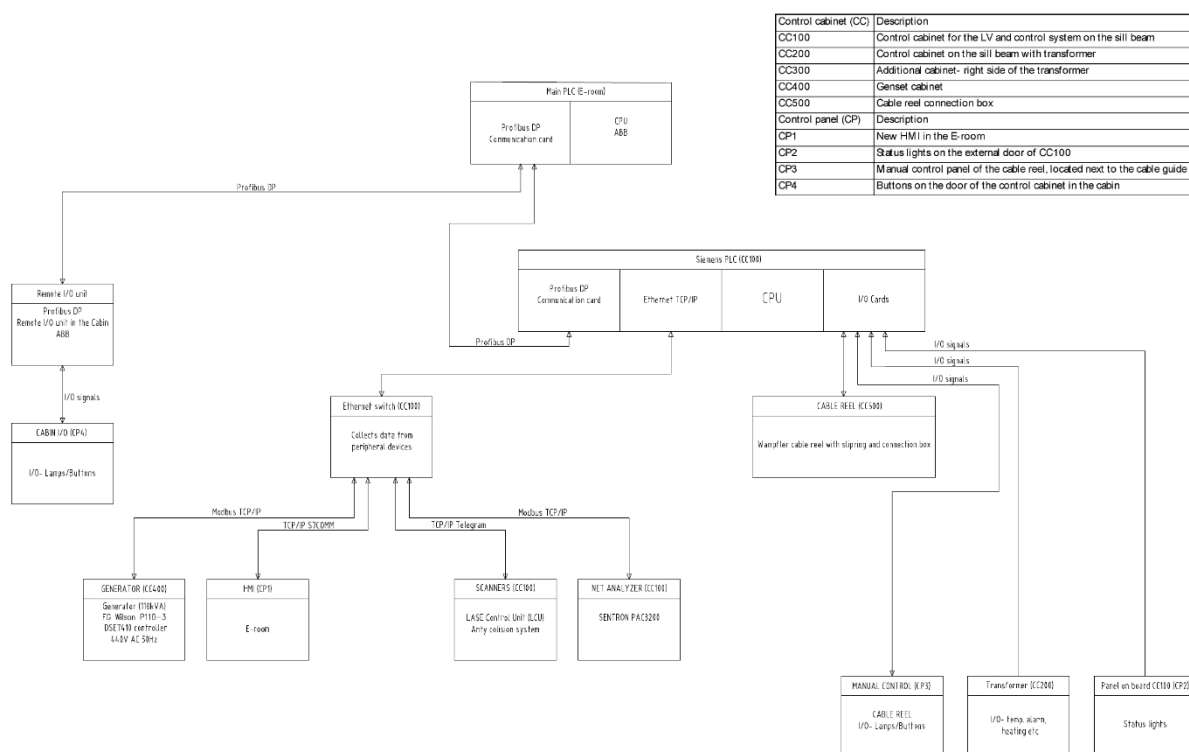 Control cabinet (CC) Description
CC100 Control cabinet for the LV and control system on the sill beam
CC200 Control cabinet on the sill beam with transformer
CC300 Additional cabinet- right side of the transformer
CC400 Genset cabinet
CC500 Cable reel connection box
Control panel (CP) Description
CP1 New HMI in the E-room
CP2 Status lights on the external door of CC100
CP3 Manual control panel of the cable reel, located next to the cable guide
CP4 Buttons on the door of the control cabinet in the cabin
Main PLC (E-room)
Profibus DP
Communication card
CPU
ABB
Profibus DP
Siemens PLC (CC100)
Profibus DP
Communication card
Ethernet TCP/IP
CPU
I/O Cards
Profibus DP
Remote I/O unit
Profibus DP
Remote I/O unit in the Cabin
ABB
I/O signals
CABIN I/O (CP4)
I/O- Lamps/Buttons
I/O signals
I/O signals
I/O signals
Ethernet switch (CC100)
Collects data from
peripheral devices
CABLE REEL (CC500)
Wampfler cable reel with slipring and connection box
Modbus TCP/IP
TCP/IP S7COMM
TCP/IP Telegram
Modbus TCP/IP
GENERATOR (CC400)
Generator (110kVA)
FG Wilson P110-3
DSE7410 controller
440V AC 50Hz
HMI (CP1)
E-room
SCANNERS (CC100)
LASE Control Unit (LCU)
Anty colision system
NET ANALYZER (CC100)
SENTRON PAC3200
MANUAL CONTROL (CP3)
CABLE REEL
I/O- Lamps/Buttons
Transformer (CC200)
I/O- temp. alarm,
heating etc
Panel on board CC100 (CP2)
Status lights